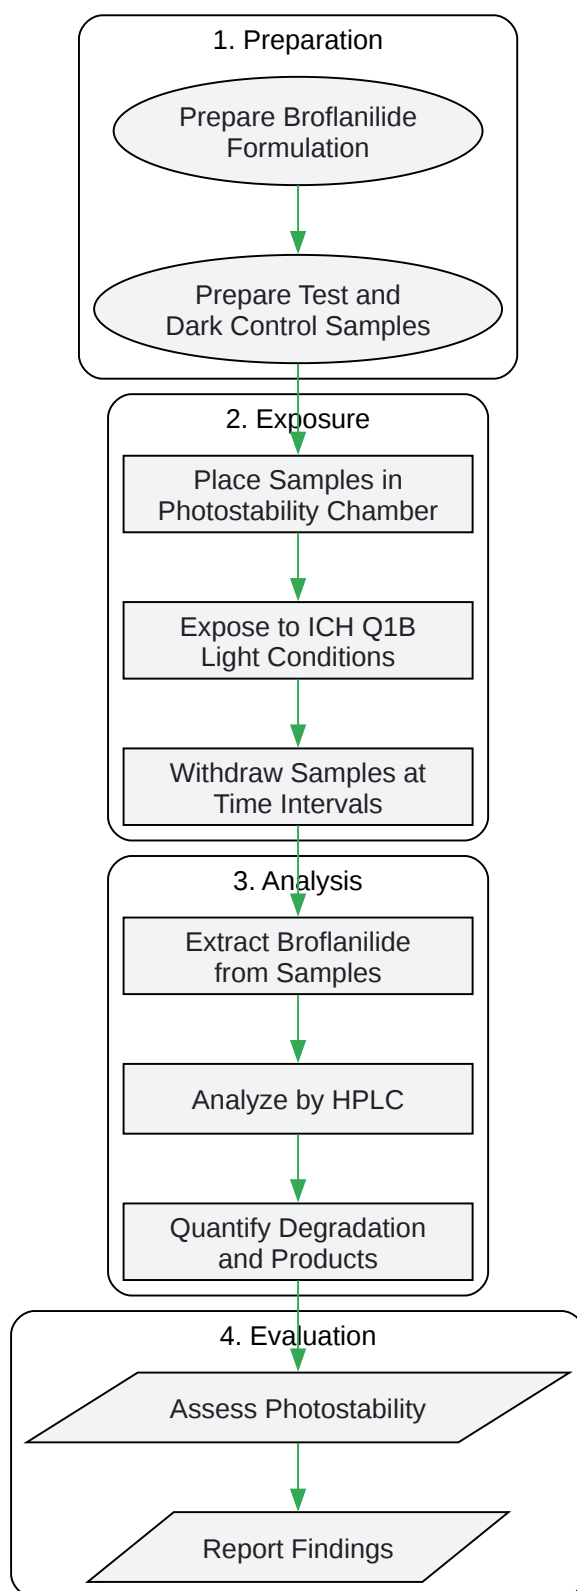 1. Preparation
Prepare Broflanilide
Formulation
Prepare Test and
Dark Control Samples
2. Exposure
Place Samples in
Photostability Chamber
Expose to ICH Q1B
Light Conditions
Withdraw Samples at
Time Intervals
3. Analysis
Extract Broflanilide
from Samples
Analyze by HPLC
Quantify Degradation
and Products
4. Evaluation
Assess Photostability
Report Findings